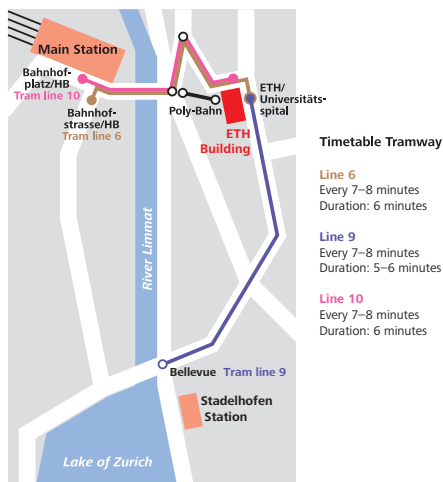 Main Station
Bahnhof-
platz/HB
Tram line 10
Bahnhof-
strasse/HB
Tram line 6
Poly-Bahn
ETH/
Universitäts-
spital
ETH
Building
River Limmat
Bellevue Tram line 9
Stadelhofen
Station
Lake of Zurich
Timetable Tramway
Line 6
Every 7–8 minutes
Duration: 6 minutes
Line 9
Every 7–8 minutes
Duration: 5–6 minutes
Line 10
Every 7–8 minutes
Duration: 6 minutes